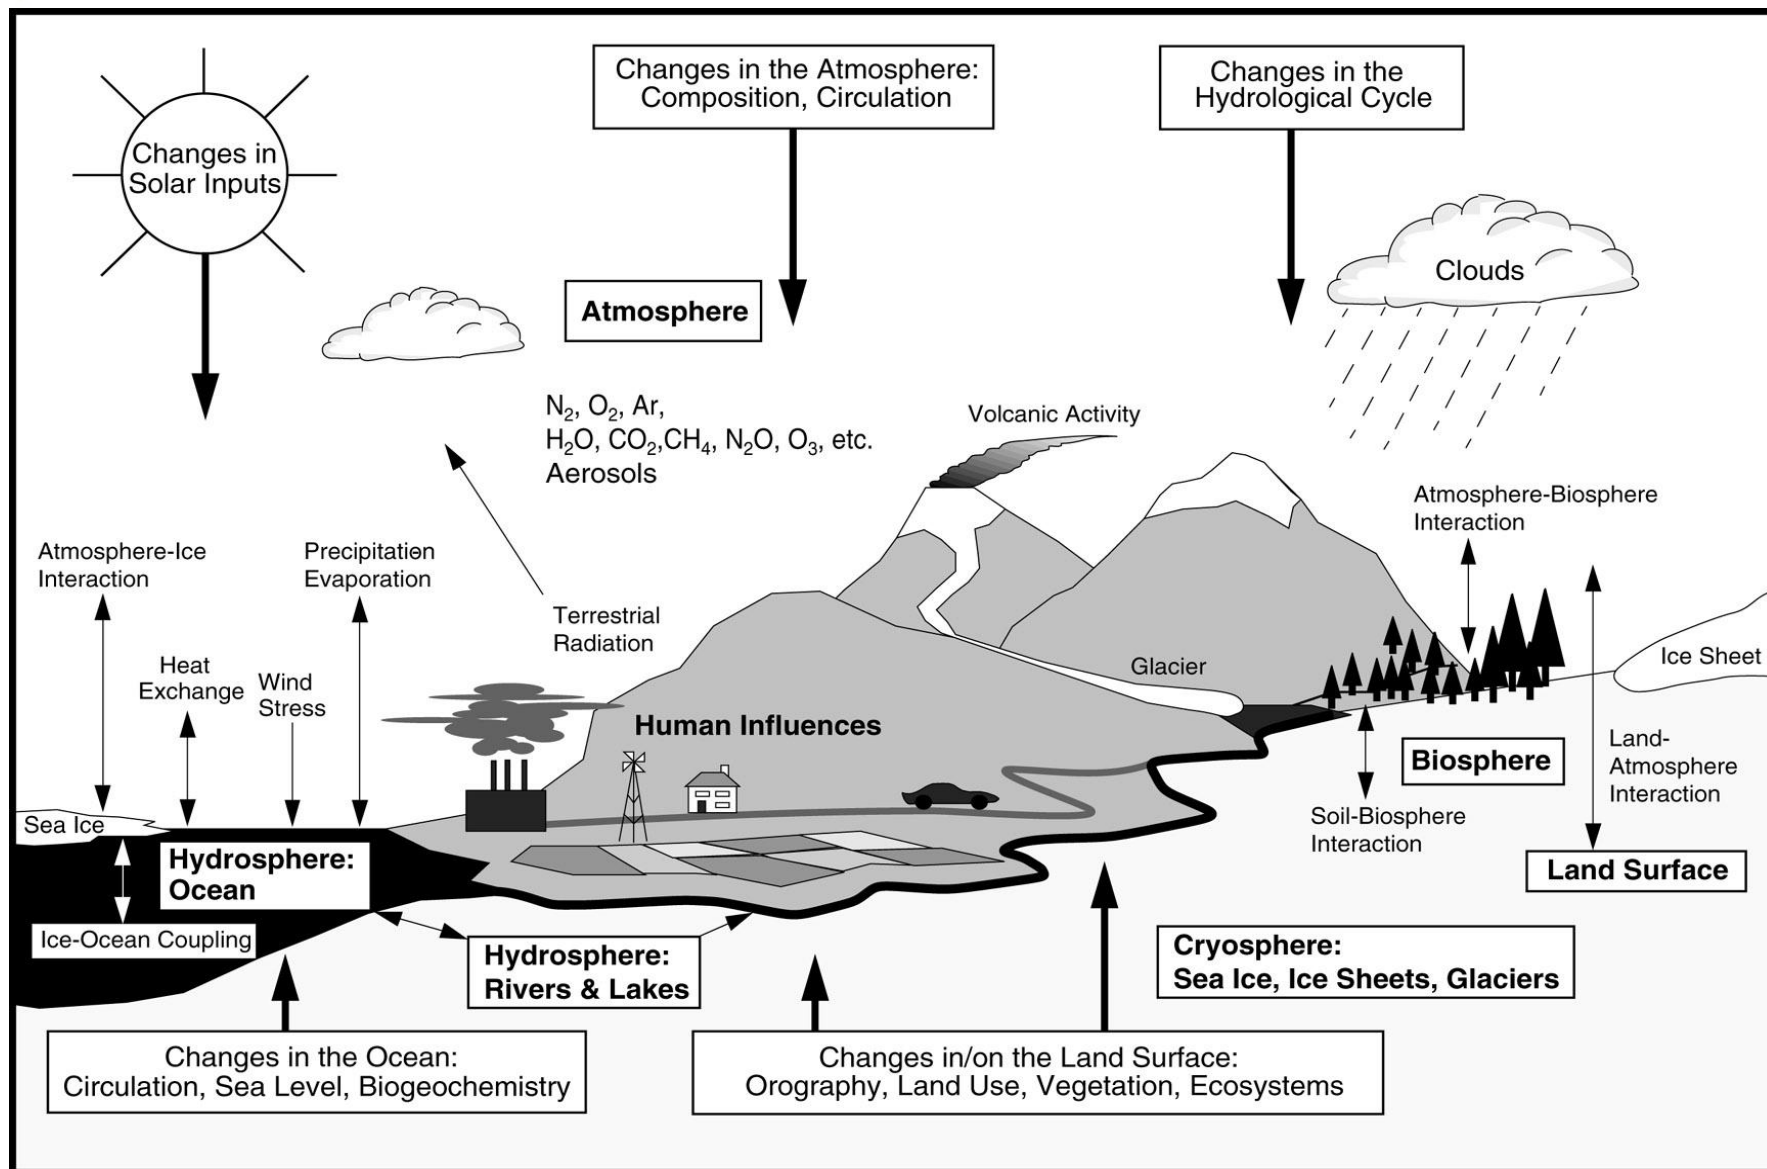 Changes in
Solar Inputs
Changes in the Atmosphere:
Composition, Circulation
Changes in the
Hydrological Cycle
Clouds
Atmosphere
N₂, O₂, Ar,
H₂O, CO₂,CH₄, N₂O, O₃, etc.
Aerosols
Volcanic Activity
Atmosphere-Ice
Interaction
Precipitation
Evaporation
Terrestrial
Radiation
Heat
Exchange
Wind
Stress
Atmosphere-Biosphere
Interaction
Glacier
Ice Sheet
Human Influences
Biosphere
Land-
Atmosphere
Interaction
Soil-Biosphere
Interaction
Sea Ice
Hydrosphere:
Ocean
Land Surface
Ice-Ocean Coupling
Hydrosphere:
Rivers & Lakes
Cryosphere:
Sea Ice, Ice Sheets, Glaciers
Changes in the Ocean:
Circulation, Sea Level, Biogeochemistry
Changes in/on the Land Surface:
Orography, Land Use, Vegetation, Ecosystems